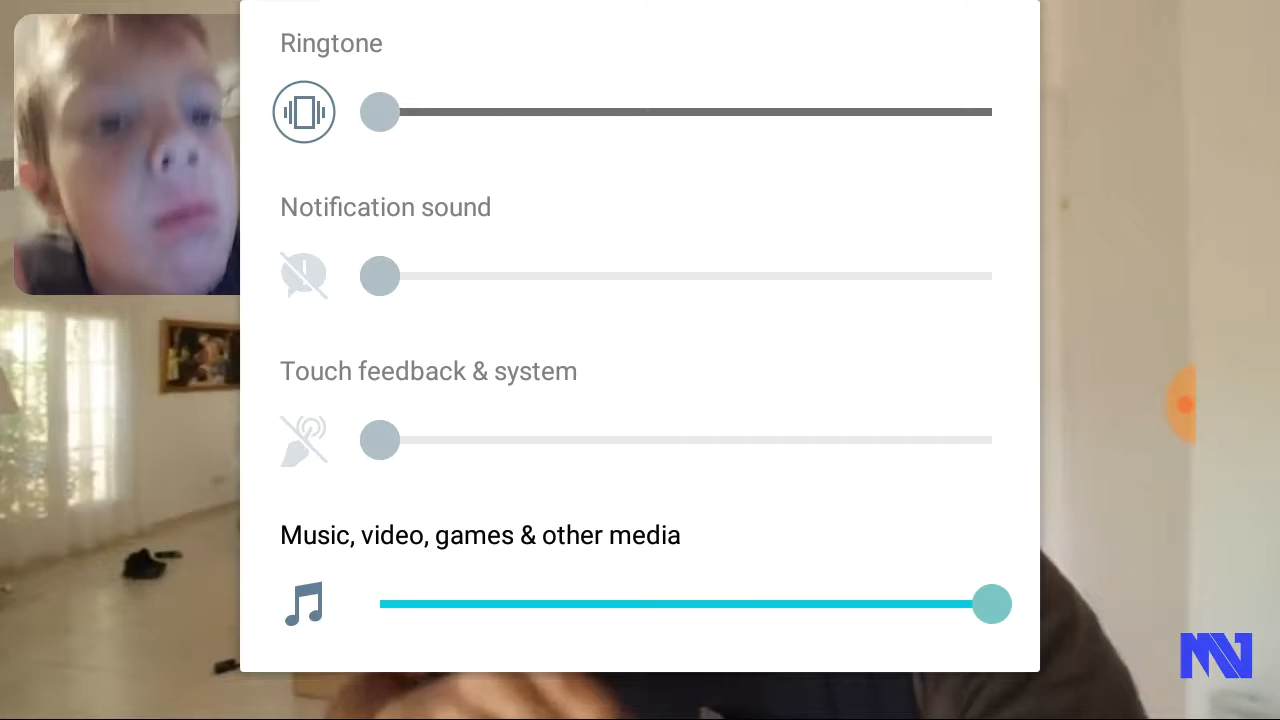 Ringtone
Notification sound
Touch feedback & system
Music, video, games & other media